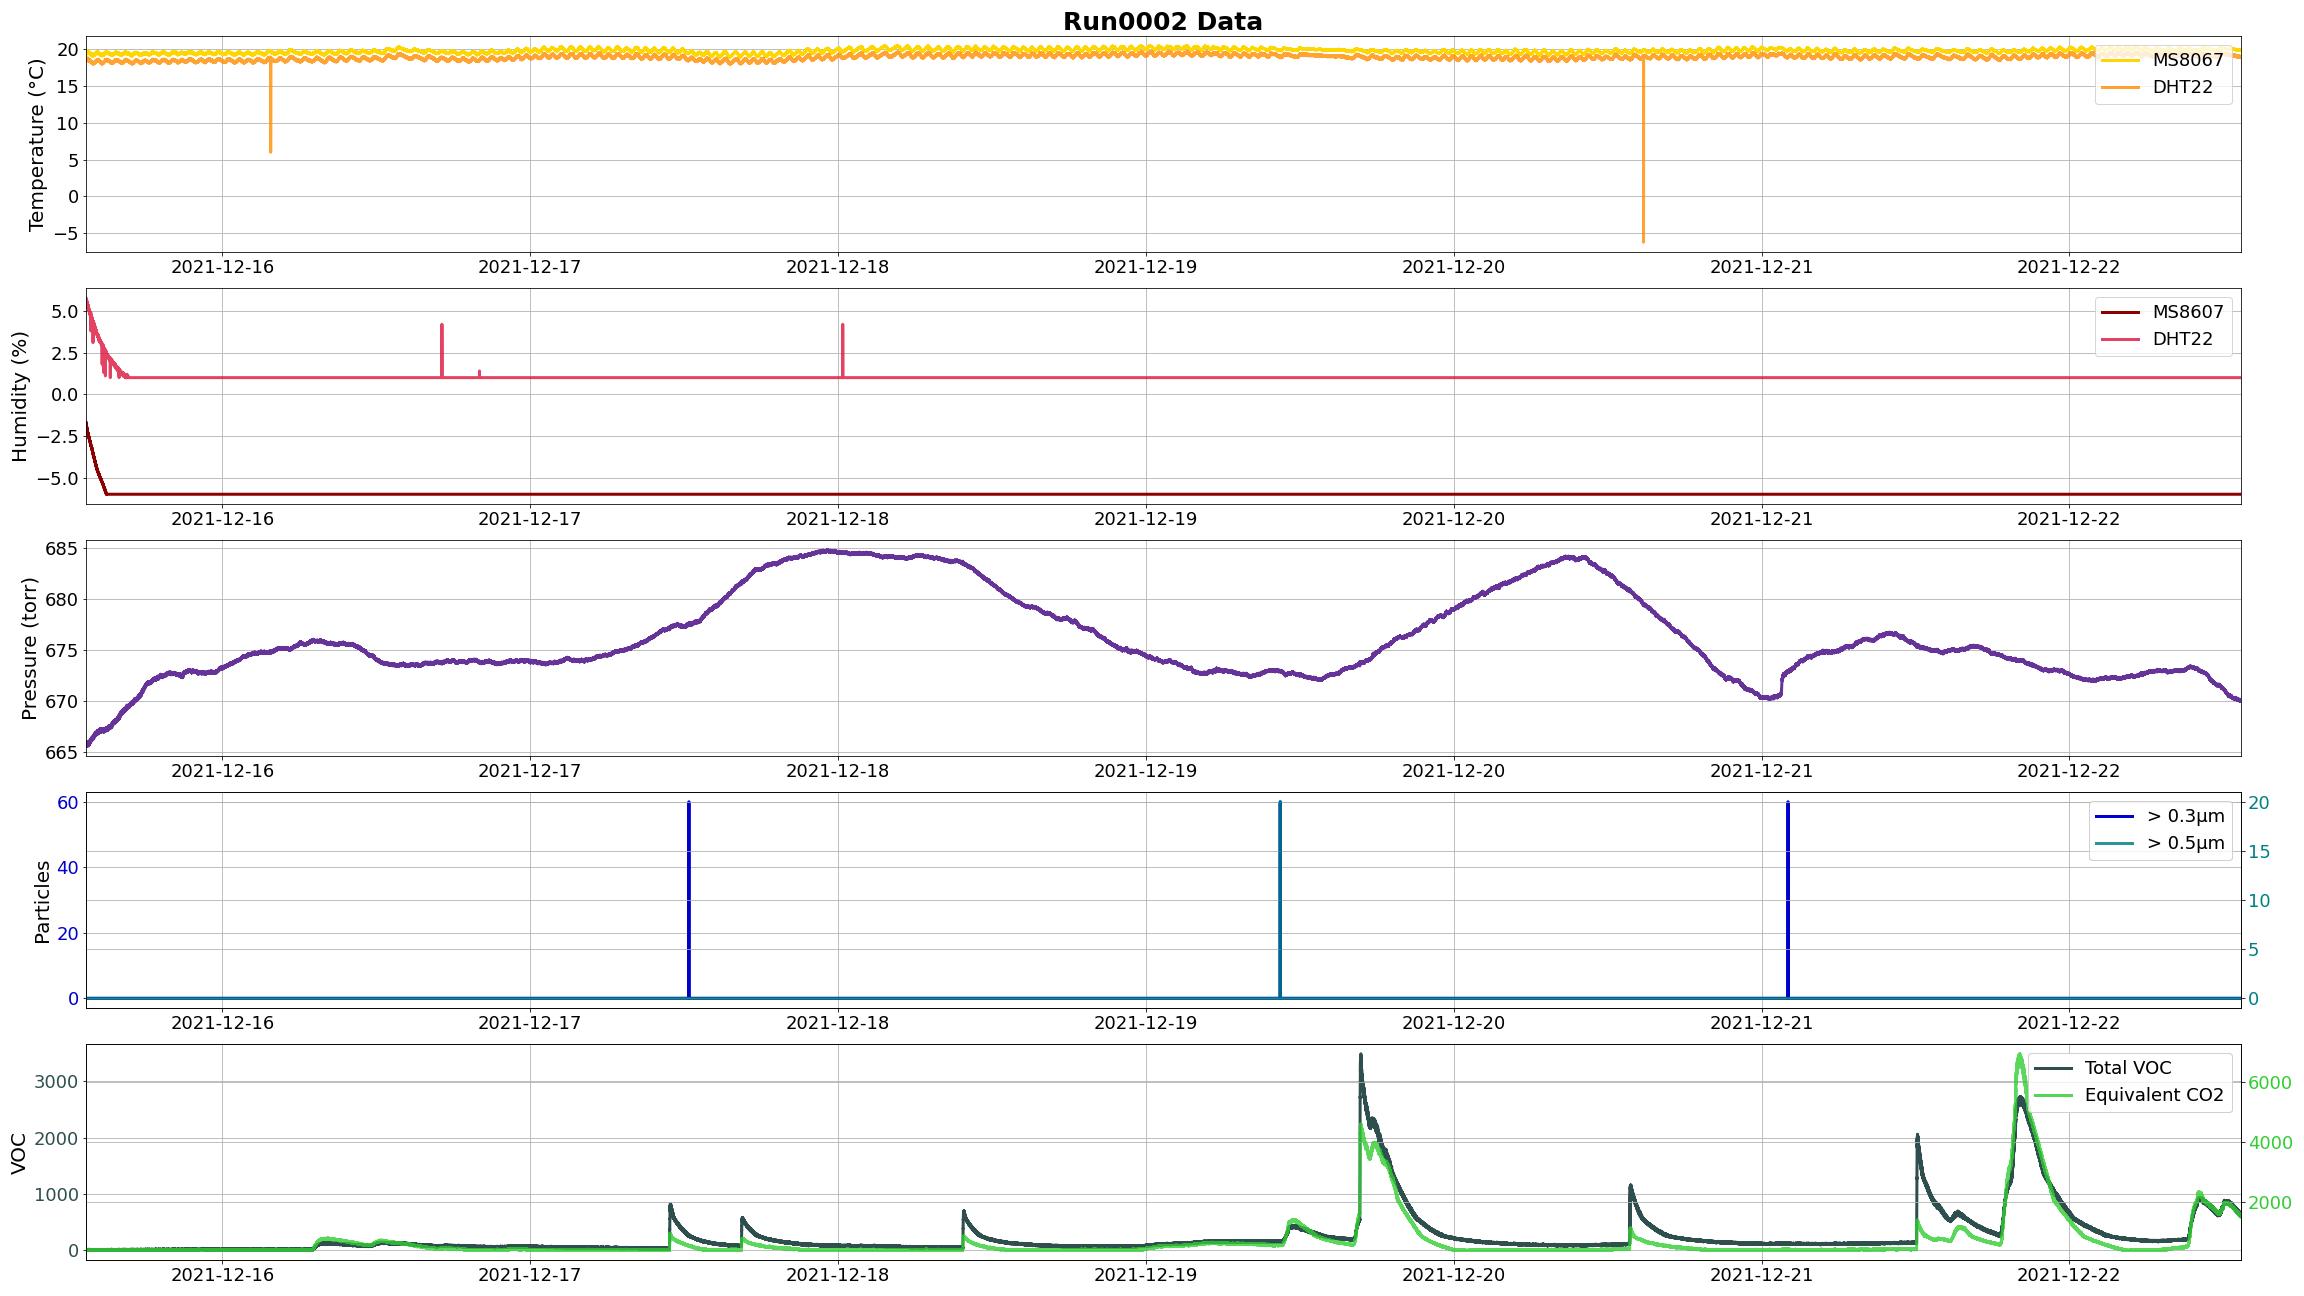 Run0002 Data
Temperature (°C)
20
15
10
5
0
−5
MS8067
DHT22
2021-12-16 2021-12-17 2021-12-18 2021-12-19 2021-12-20 2021-12-21 2021-12-22
Humidity (%)
5.0
2.5
0.0
−2.5
−5.0
MS8607
DHT22
2021-12-16 2021-12-17 2021-12-18 2021-12-19 2021-12-20 2021-12-21 2021-12-22
Pressure (torr)
685
680
675
670
665
2021-12-16 2021-12-17 2021-12-18 2021-12-19 2021-12-20 2021-12-21 2021-12-22
Particles
60
40
20
0
> 0.3μm
> 0.5μm
20
15
10
5
0
2021-12-16 2021-12-17 2021-12-18 2021-12-19 2021-12-20 2021-12-21 2021-12-22
VOC
3000
2000
1000
0
Total VOC
Equivalent CO2
6000
4000
2000
2021-12-16 2021-12-17 2021-12-18 2021-12-19 2021-12-20 2021-12-21 2021-12-22